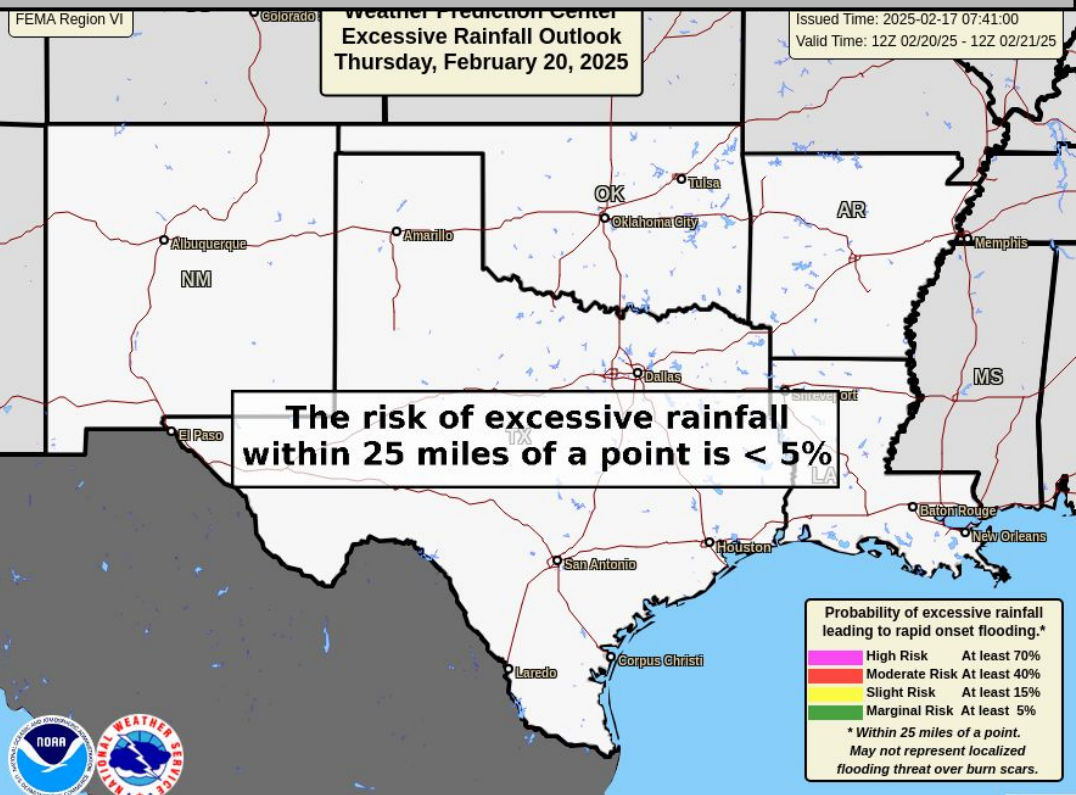 FEMA Region VI
Weather Prediction Center
Excessive Rainfall Outlook
Thursday, February 20, 2025
Issued Time: 2025-02-17 07:41:00
Valid Time: 12Z 02/20/25 - 12Z 02/21/25
Colorado
Tulsa
OK
Oklahoma City
AR
Amarillo
Albuquerque
Memphis
NM
Dallas
MS
Shreveport
The risk of excessive rainfall
within 25 miles of a point is < 5%
El Paso
TX
LA
Baton Rouge
New Orleans
Houston
San Antonio
Corpus Christi
Laredo
Probability of excessive rainfall
leading to rapid onset flooding.*
High Risk At least 70%
Moderate Risk At least 40%
Slight Risk At least 15%
Marginal Risk At least 5%
* Within 25 miles of a point.
May not represent localized
flooding threat over burn scars.
NOAA
NATIONAL WEATHER SERVICE